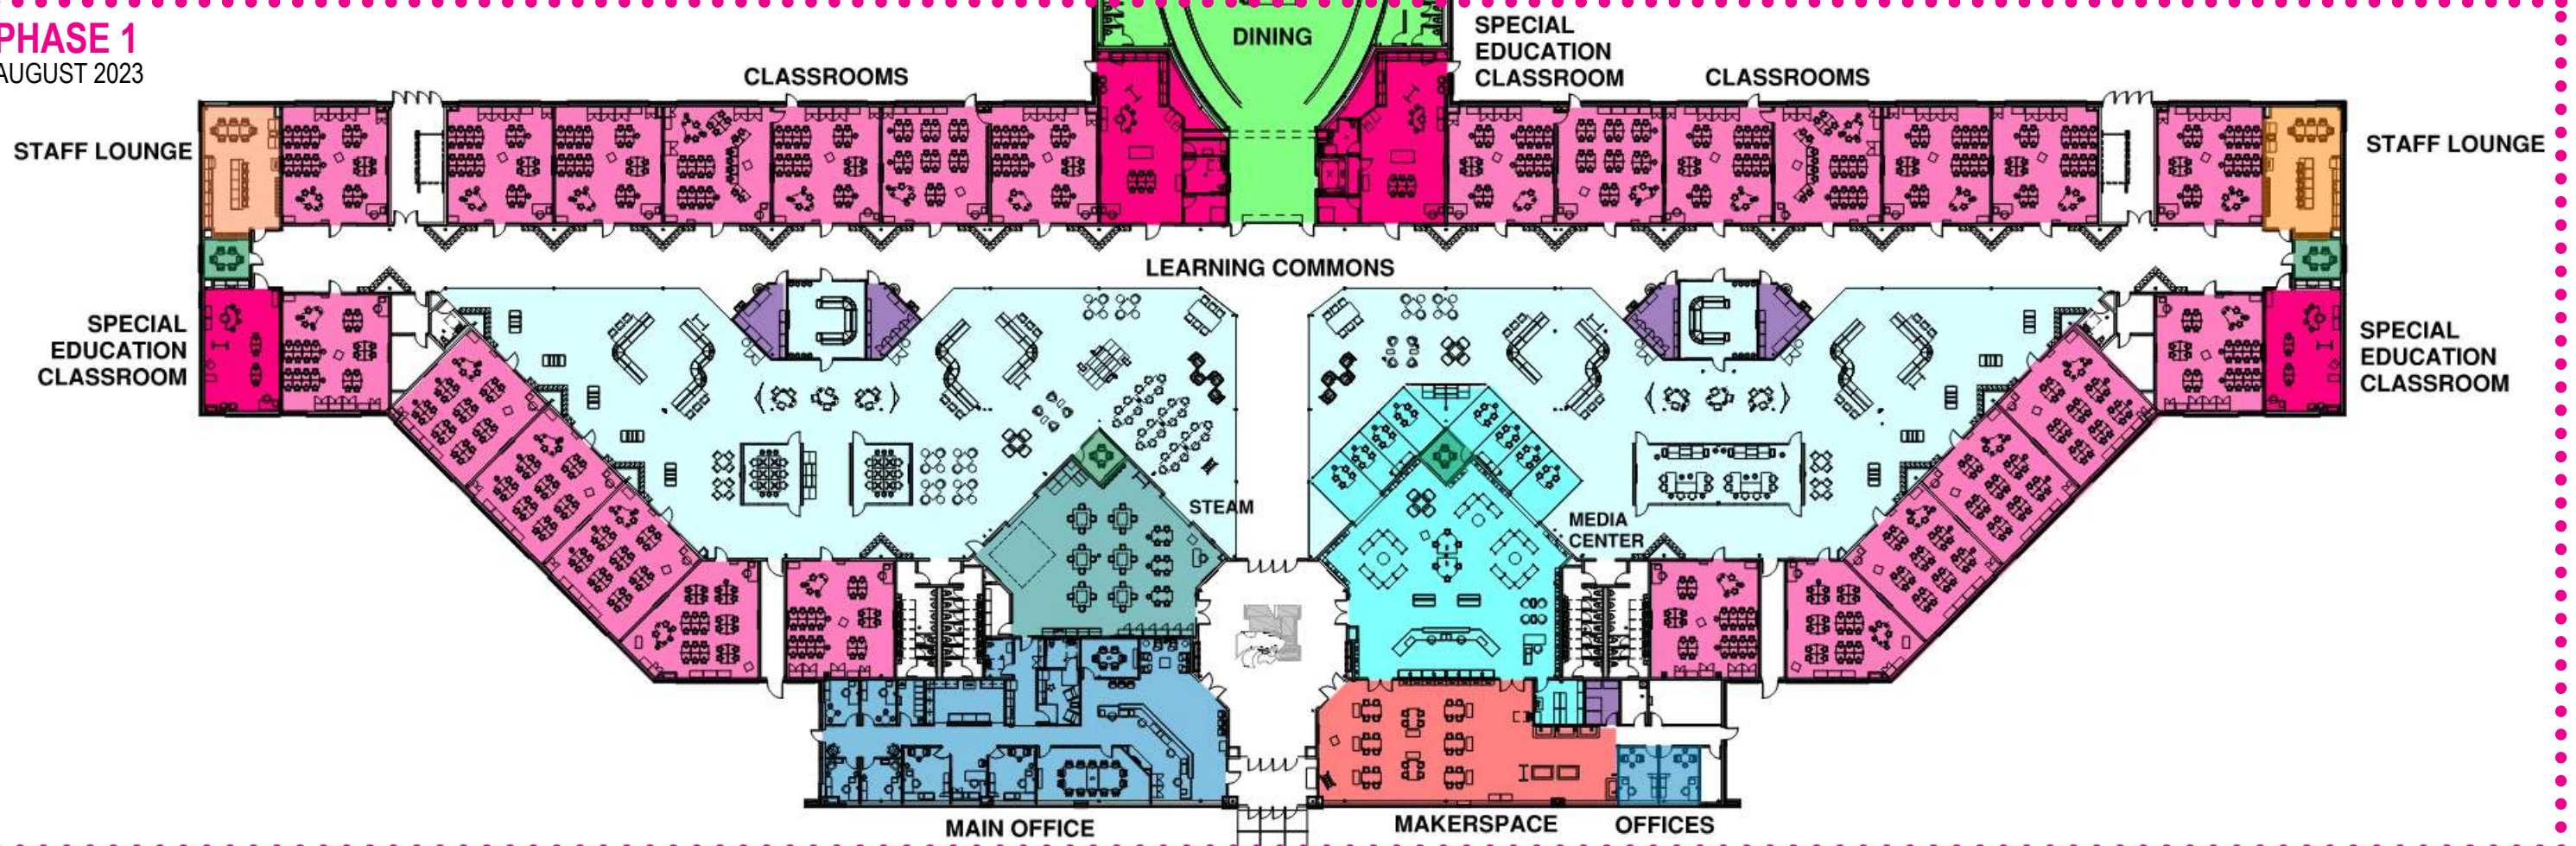 PHASE 1
AUGUST 2023
DINING
SPECIAL
EDUCATION
CLASSROOM
CLASSROOMS
CLASSROOMS
STAFF LOUNGE
STAFF LOUNGE
LEARNING COMMONS
SPECIAL
EDUCATION
CLASSROOM
SPECIAL
EDUCATION
CLASSROOM
STEAM
MEDIA
CENTER
MAIN OFFICE
MAKERSPACE
OFFICES